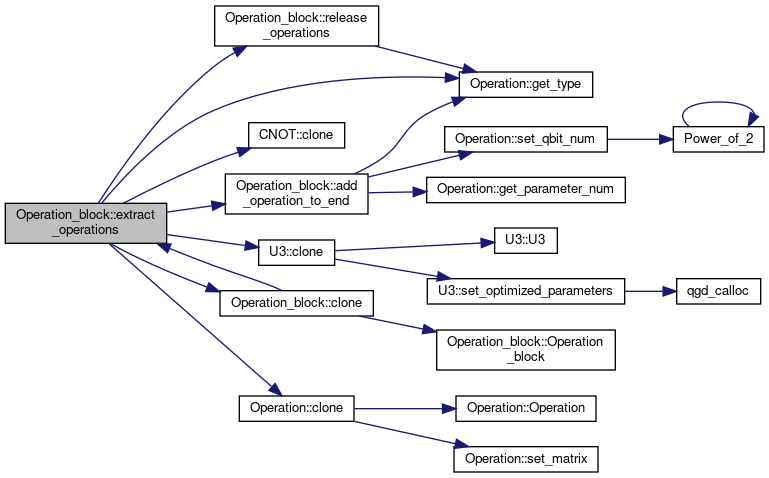 Operation_block::release
_operations
Operation::get_type
CNOT::clone
Operation::set_qbit_num
Power_of_2
Operation_block::add
_operation_to_end
Operation::get_parameter_num
Operation_block::extract
_operations
U3::U3
U3::clone
U3::set_optimized_parameters
qgd_calloc
Operation_block::clone
Operation_block::Operation
_block
Operation::clone
Operation::Operation
Operation::set_matrix